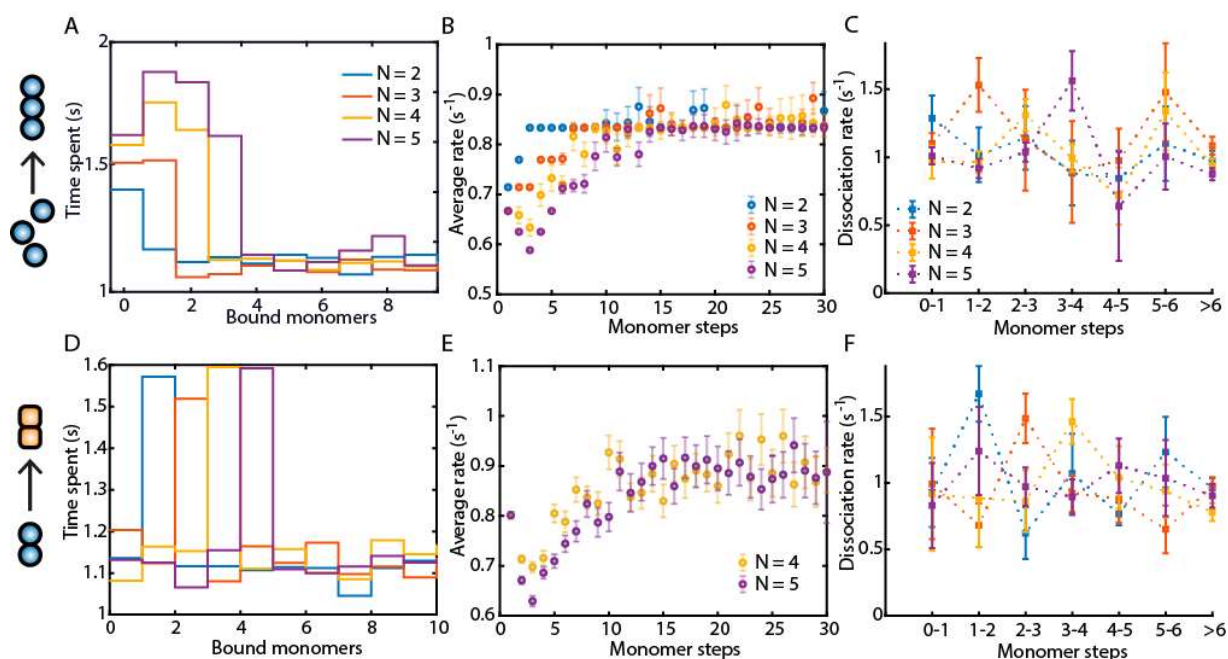 A
Time spent (s)
2
1.5
1
N = 2
N = 3
N = 4
N = 5
0
2
4
6
8
Bound monomers
B
Average rate (s-1)
1
0.9
0.8
0.7
0.6
0.5
N = 2
N = 3
N = 4
N = 5
0
5
10
15
20
25
30
Monomer steps
C
Dissociation rate (s-1)
1.5
1
0.5
0
N = 2
N = 3
N = 4
N = 5
0-1
1-2
2-3
3-4
4-5
5-6
>6
Monomer steps
D
Time spent (s)
1.6
1.5
1.4
1.3
1.2
1.1
1
0
2
4
6
8
10
Bound monomers
E
Average rate (s-1)
1.1
1
0.9
0.8
0.7
0.6
N = 4
N = 5
0
5
10
15
20
25
30
Monomer steps
F
Dissociation rate (s-1)
1.5
1
0.5
0
0-1
1-2
2-3
3-4
4-5
5-6
>6
Monomer steps